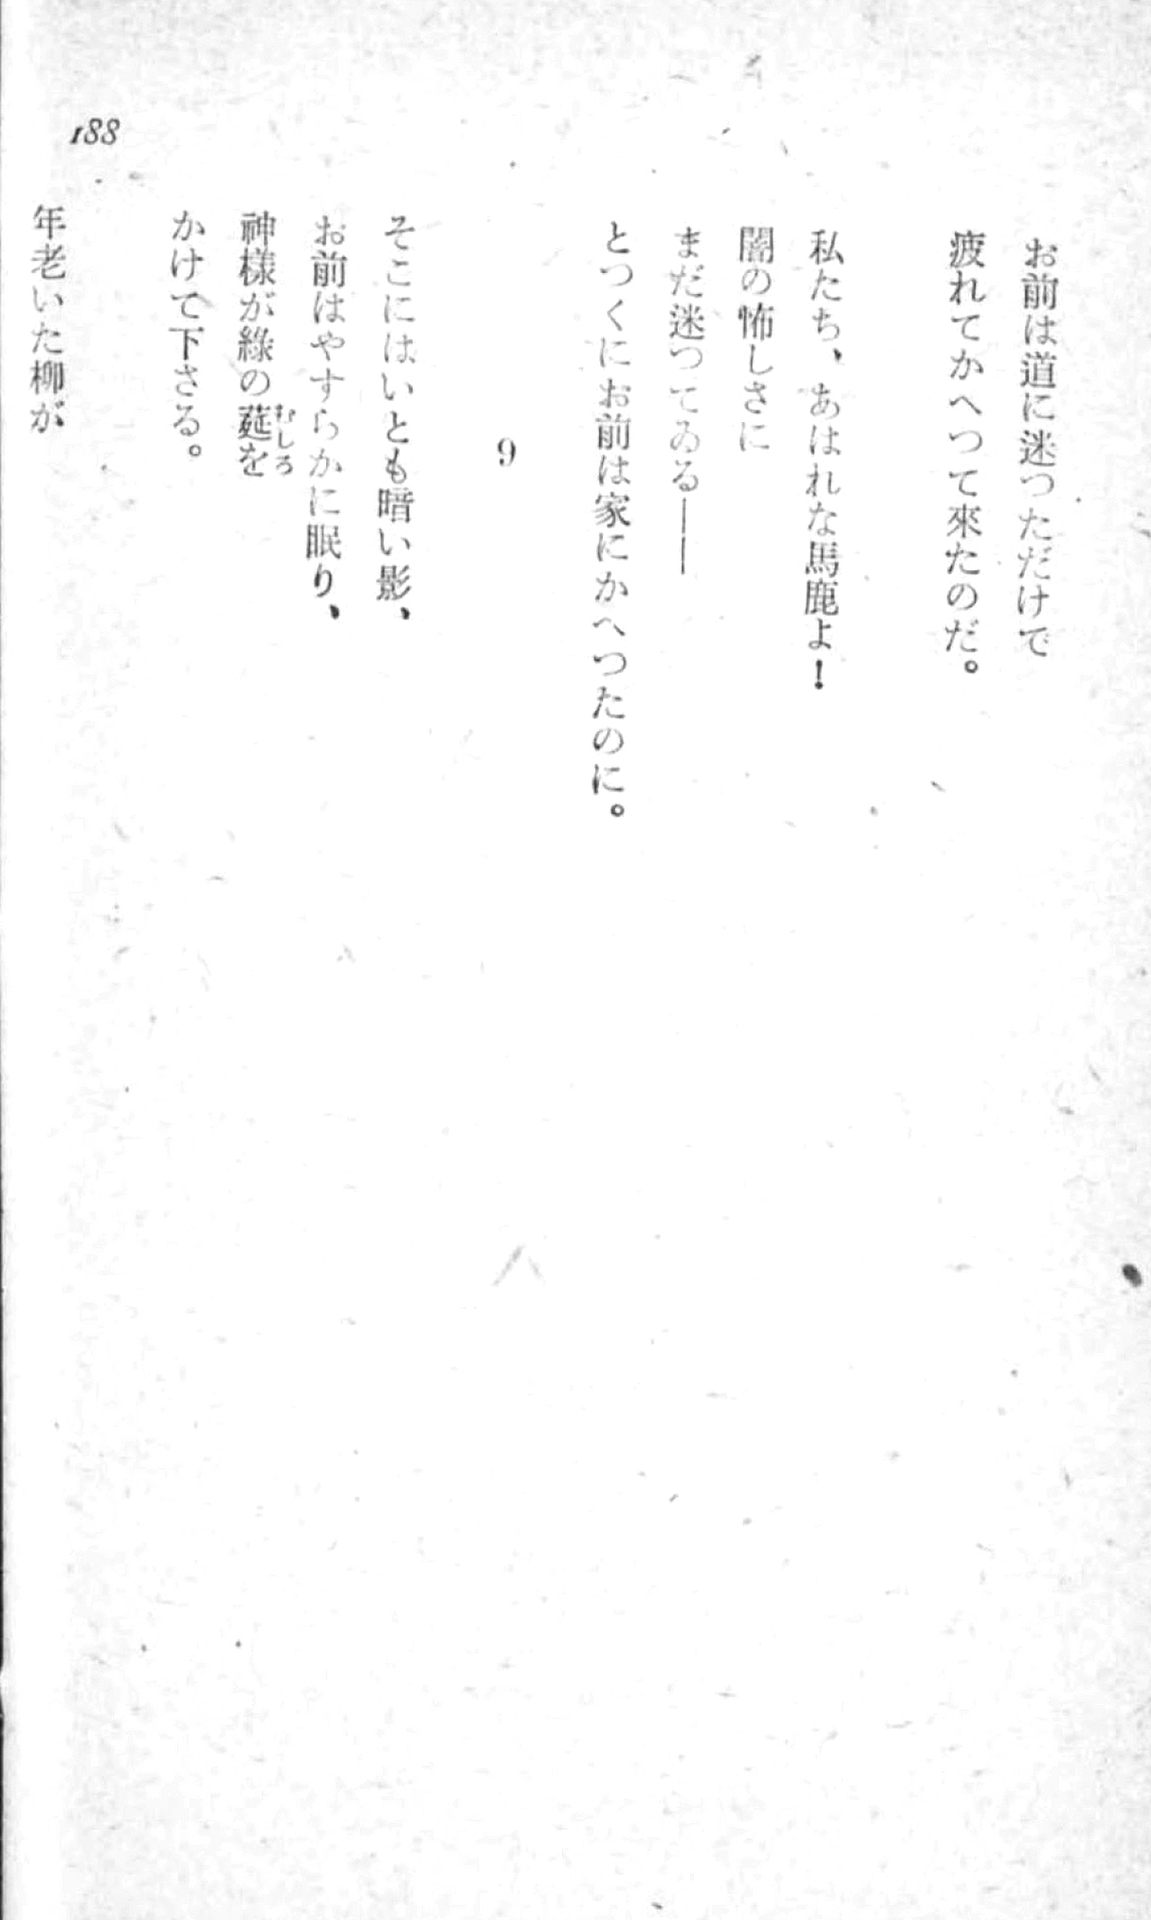 188
お前は道に迷つただけで
疲れてかへつて來たのだ。
私たち、あはれな馬鹿よ！
闇の怖しさに
まだ迷つてゐる――
とつくにお前は家にかへつたのに。
9
そこにはいとも暗い影、
お前はやすらかに眠り、
神様が綠の莚を
むしろ
かけて下さる。
年老いた柳が